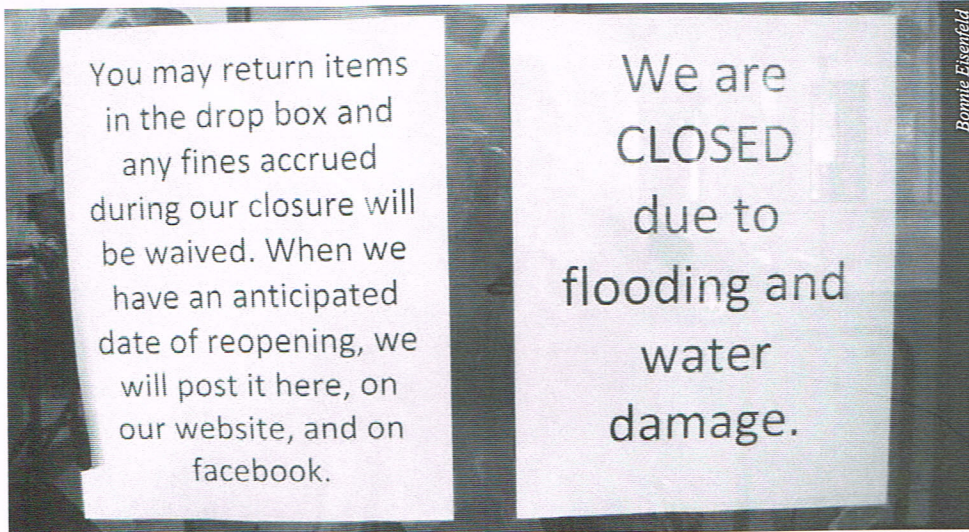 You may return items
in the drop box and
any fines accrued
during our closure will
be waived. When we
have an anticipated
date of reopening, we
will post it here, on
our website, and on
facebook.
We are
CLOSED
due to
flooding and
water
damage.
Bonnie Eisenfeld